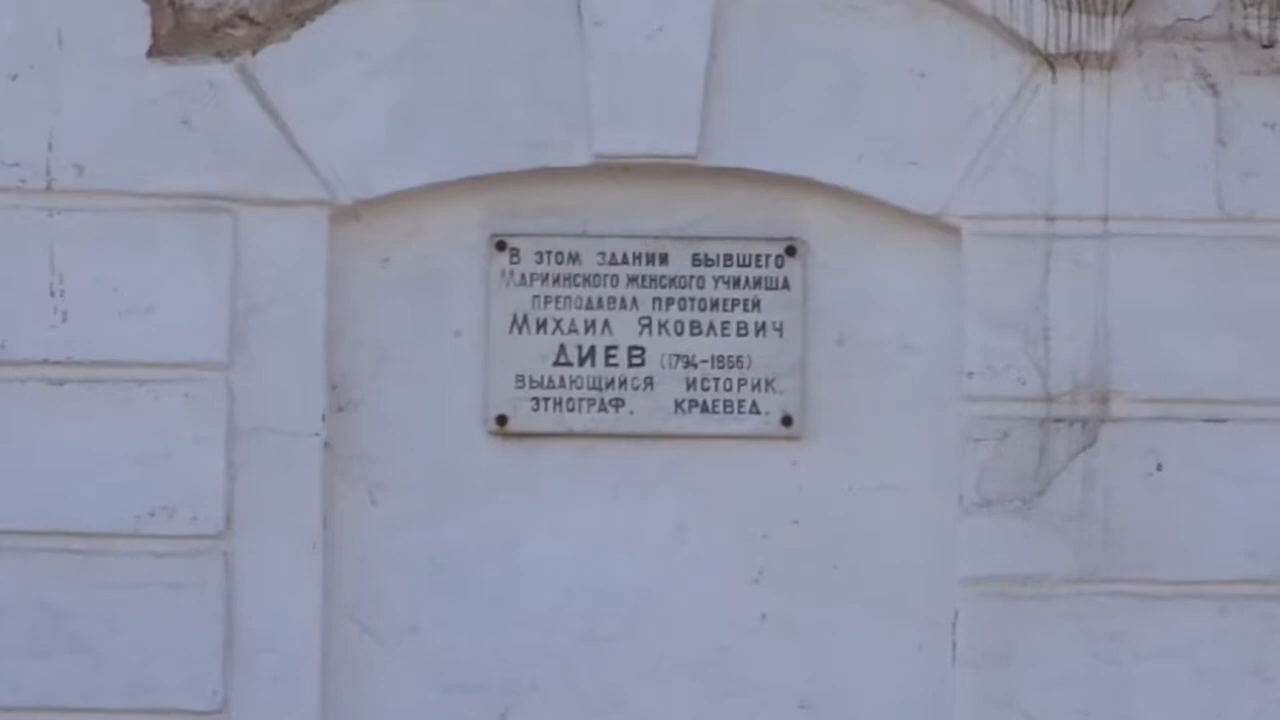 В ЭТОМ ЗДАНИИ БЫВШЕГО
МАРИИНСКОГО ЖЕНСКОГО УЧИЛИЩА
ПРЕПОДАВАЛ ПРОТОИЕРЕЙ
МИХАИЛ ЯКОВЛЕВИЧ
ДИЕВ (1794-1866)
ВЫДАЮЩИЙСЯ ИСТОРИК,
ЭТНОГРАФ, КРАЕВЕД.